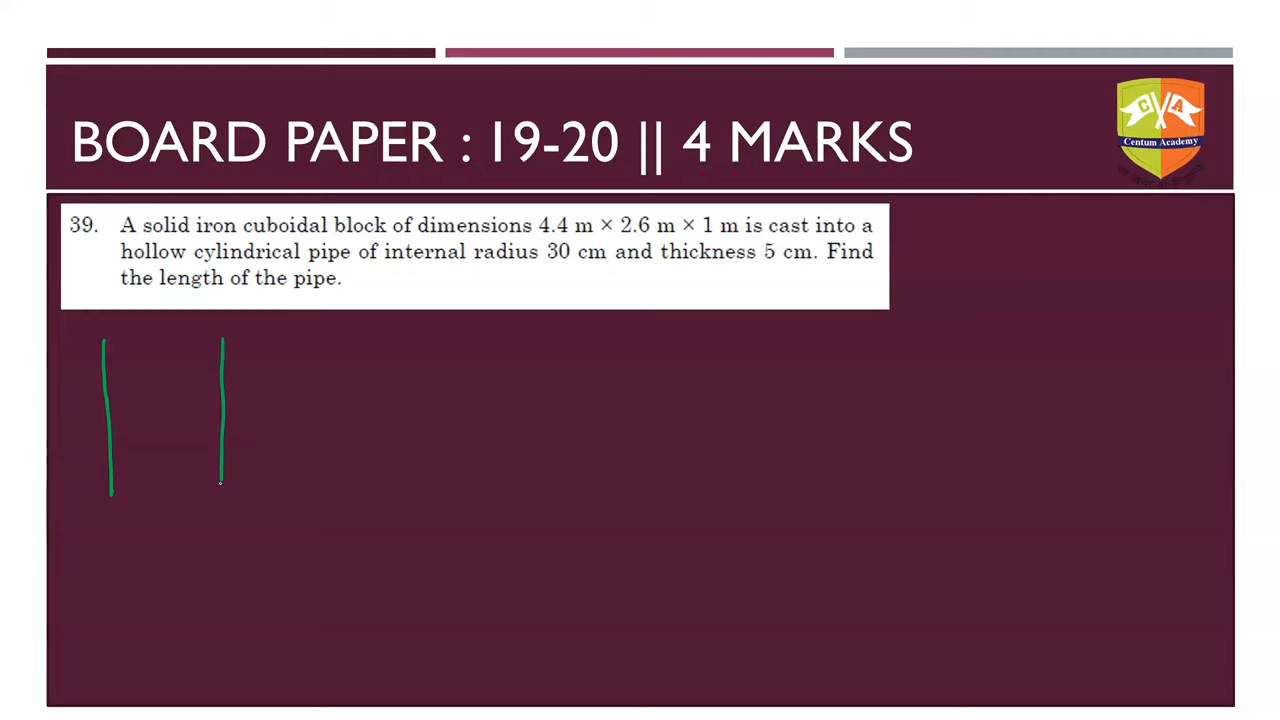 BOARD PAPER : 19-20 || 4 MARKS
C A
Centum Academy
39. A solid iron cuboidal block of dimensions 4.4 m × 2.6 m × 1 m is cast into a
hollow cylindrical pipe of internal radius 30 cm and thickness 5 cm. Find
the length of the pipe.